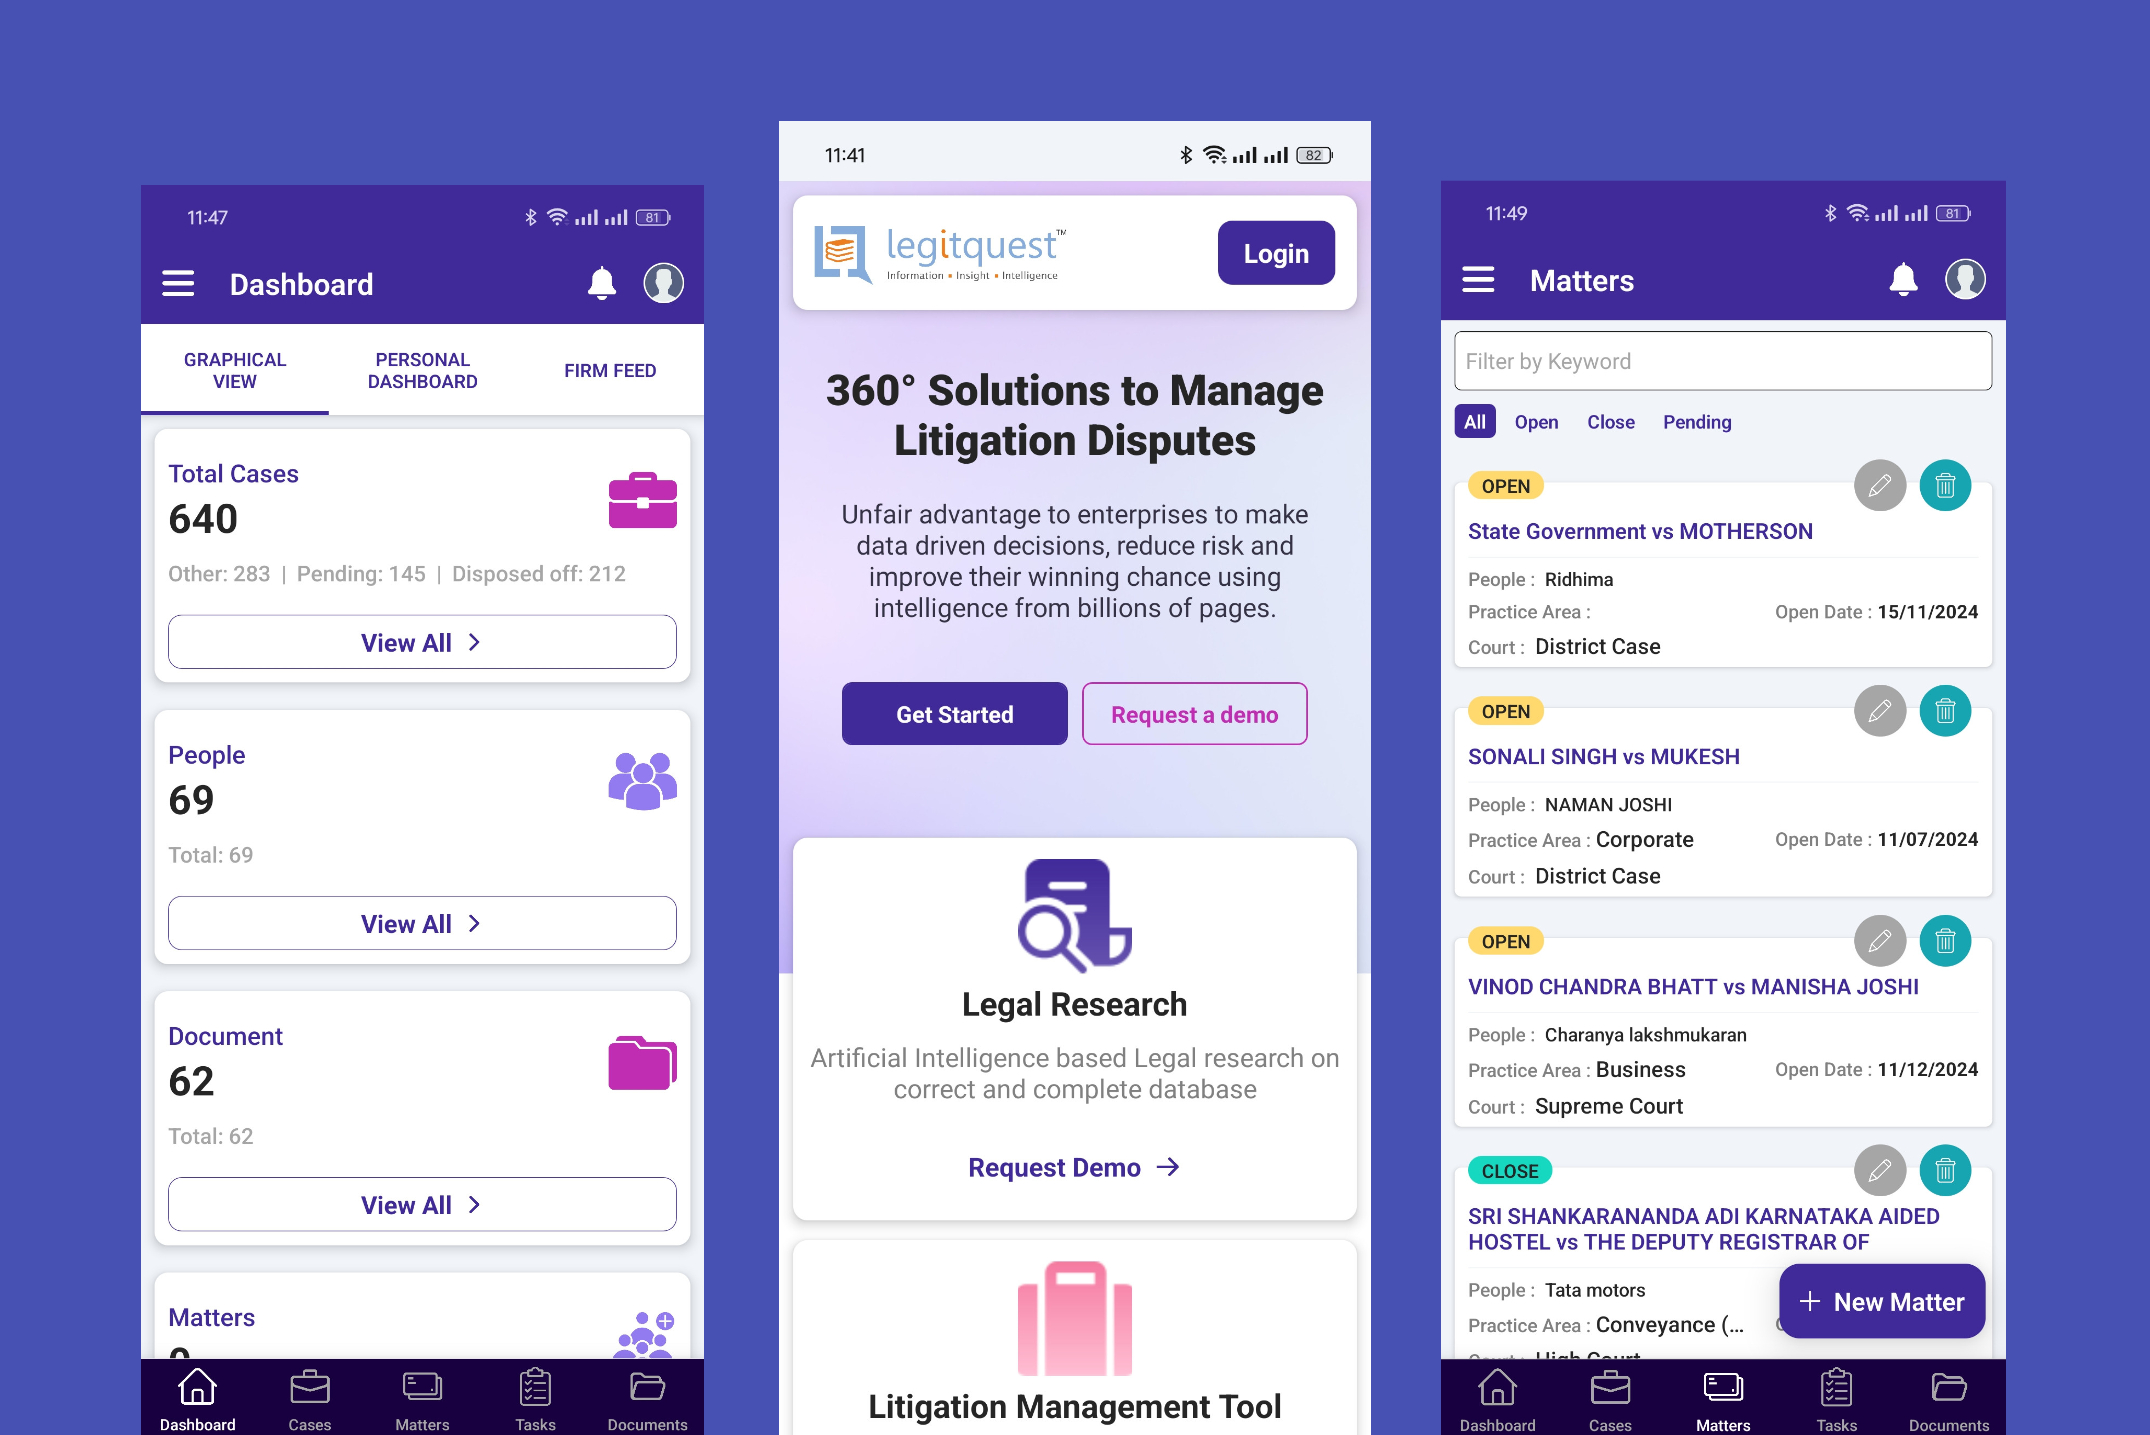 11:47
81
Dashboard
GRAPHICAL
VIEW
PERSONAL
DASHBOARD
FIRM FEED
Total Cases
640
Other: 283 | Pending: 145 | Disposed off: 212
View All
People
69
Total: 69
View All
Document
62
Total: 62
View All
Matters
Dashboard
Cases
Matters
Tasks
Documents
11:41
82
legitquest™
Information • Insight • Intelligence
Login
360° Solutions to Manage
Litigation Disputes
Unfair advantage to enterprises to make
data driven decisions, reduce risk and
improve their winning chance using
intelligence from billions of pages.
Get Started
Request a demo
Legal Research
Artificial Intelligence based Legal research on
correct and complete database
Request Demo
Litigation Management Tool
11:49
81
Matters
Filter by Keyword
All
Open
Close
Pending
OPEN
State Government vs MOTHERSON
People : Ridhima
Practice Area :
Open Date : 15/11/2024
Court : District Case
OPEN
SONALI SINGH vs MUKESH
People : NAMAN JOSHI
Practice Area : Corporate
Open Date : 11/07/2024
Court : District Case
OPEN
VINOD CHANDRA BHATT vs MANISHA JOSHI
People : Charanya lakshmukaran
Practice Area : Business
Open Date : 11/12/2024
Court : Supreme Court
CLOSE
SRI SHANKARANANDA ADI KARNATAKA AIDED
HOSTEL vs THE DEPUTY REGISTRAR OF
People : Tata motors
Practice Area : Conveyance (...
+ New Matter
Court : High Court
Dashboard
Cases
Matters
Tasks
Documents